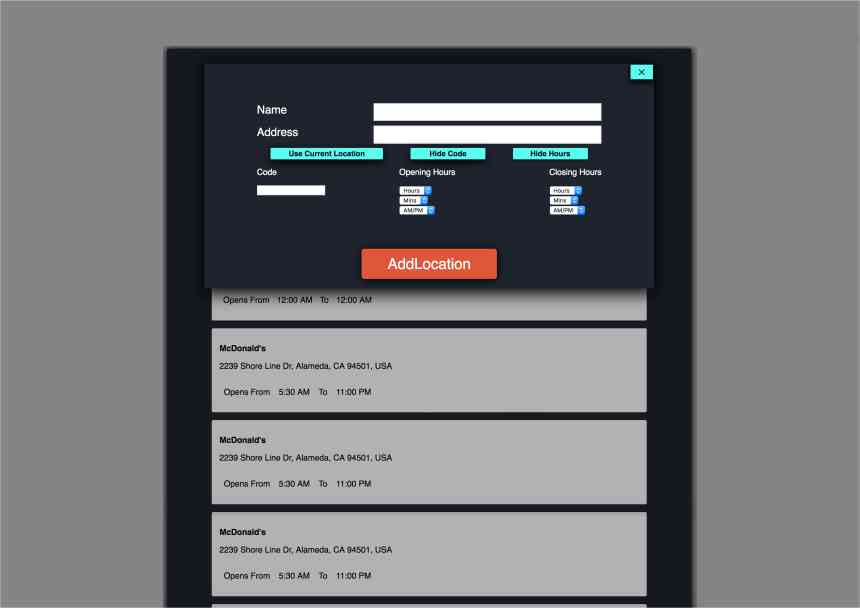 ×
Name
Address
Use Current Location Hide Code Hide Hours
Code Opening Hours Closing Hours
Hours Hours
Mins Mins
AM/PM AM/PM
AddLocation
Opens From 12:00 AM To 12:00 AM
McDonald's
2239 Shore Line Dr, Alameda, CA 94501, USA
Opens From 5:30 AM To 11:00 PM
McDonald's
2239 Shore Line Dr, Alameda, CA 94501, USA
Opens From 5:30 AM To 11:00 PM
McDonald's
2239 Shore Line Dr, Alameda, CA 94501, USA
Opens From 5:30 AM To 11:00 PM